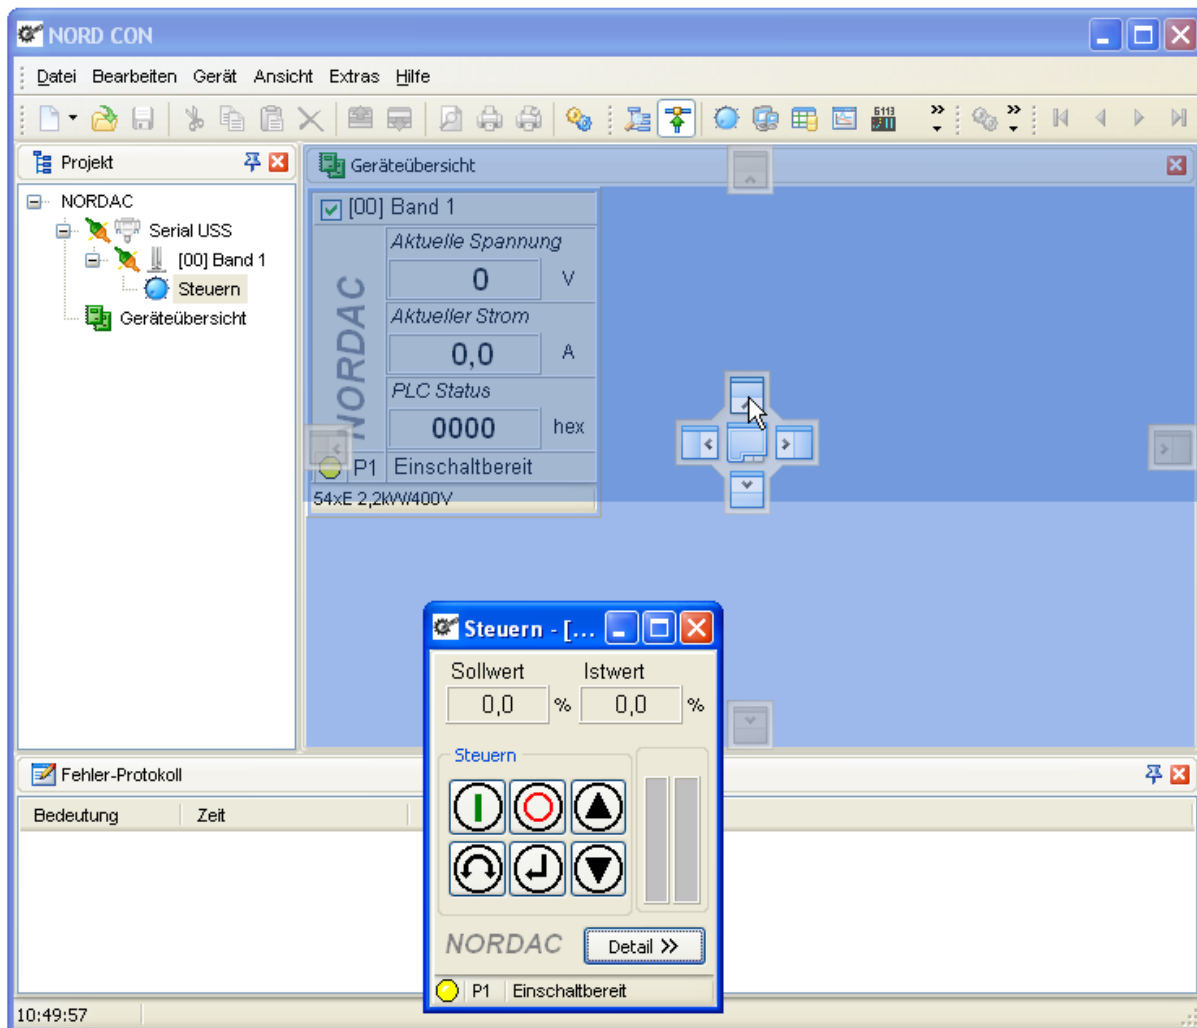 NORD CON
Datei Bearbeiten Gerät Ansicht Extras Hilfe
Projekt
Geräteübersicht
NORDAC
Serial USS
[00] Band 1
Steuern
Geräteübersicht
[00] Band 1
NORDAC
Aktuelle Spannung
0 V
Aktueller Strom
0,0 A
PLC Status
0000 hex
P1 Einschaltbereit
54xE 2,2kW/400V
Steuern - [...
Sollwert Istwert
0,0 % 0,0 %
Steuern
NORDAC Detail >>
P1 Einschaltbereit
Fehler-Protokoll
Bedeutung Zeit
10:49:57